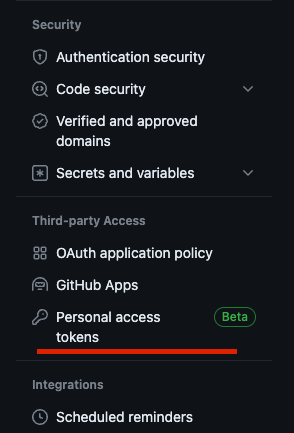 Security
Authentication security
Code security
Verified and approved
domains
Secrets and variables
Third-party Access
OAuth application policy
GitHub Apps
Personal access Beta
tokens
Integrations
Scheduled reminders